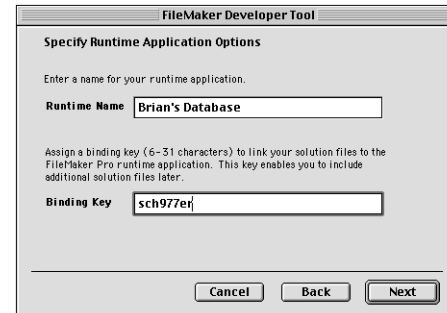 FileMaker Developer Tool
Specify Runtime Application Options
Enter a name for your runtime application.
Runtime Name Brian's Database
Assign a binding key (6-31 characters) to link your solution files to the
FileMaker Pro runtime application. This key enables you to include
additional solution files later.
Binding Key sch977er
Cancel Back Next